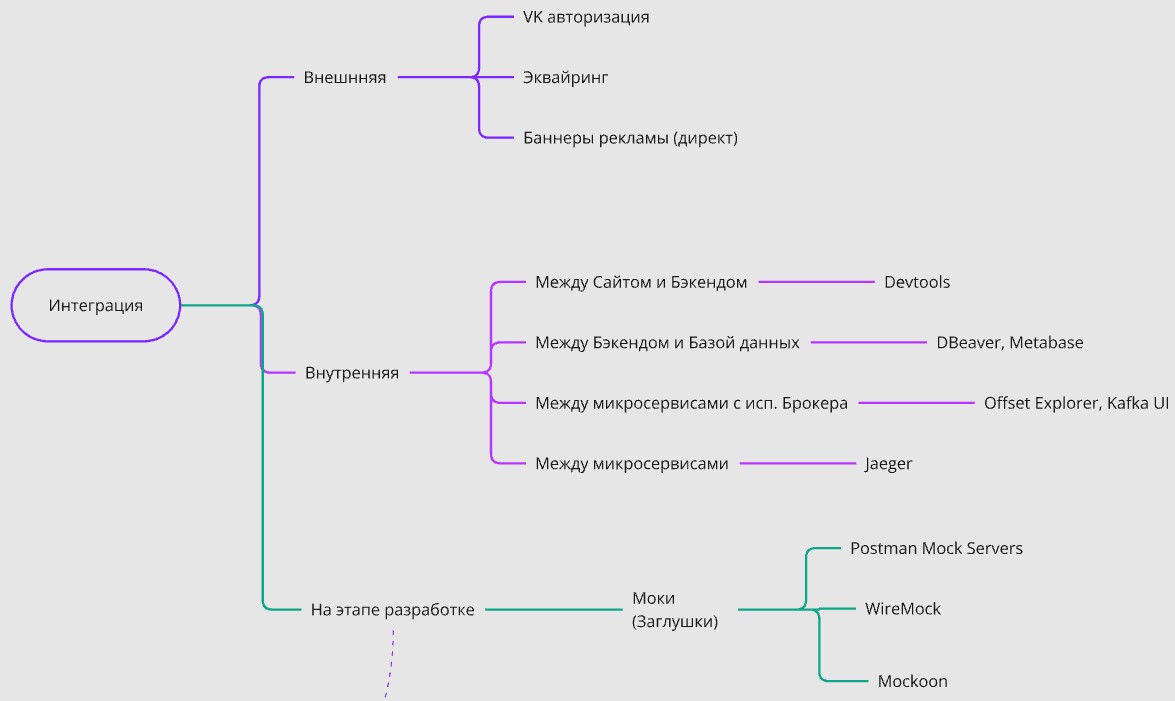 VK авторизация
Внешнняя
Эквайринг
Баннеры рекламы (директ)
Интеграция
Между Сайтом и Бэкендом
Devtools
Между Бэкендом и Базой данных
DBeaver, Metabase
Внутренняя
Между микросервисами с исп. Брокера
Offset Explorer, Kafka UI
Между микросервисами
Jaeger
Postman Mock Servers
На этапе разработке
Моки
(Заглушки)
WireMock
Mockoon